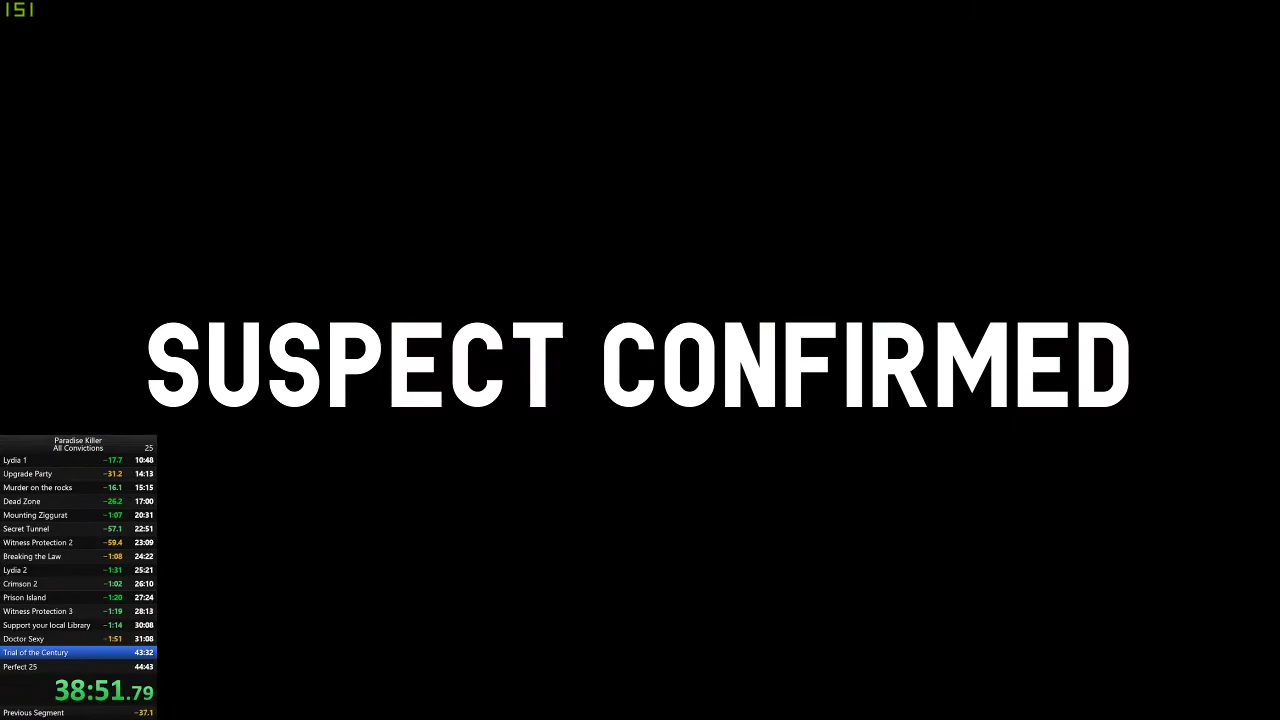 151
SUSPECT CONFIRMED
Paradise Killer
All Convictions 25
Lydia 1 -17.7 10:48
Upgrade Party -31.2 14:13
Murder on the rocks -16.1 15:15
Dead Zone -26.2 17:00
Mounting Ziggurat -1:07 20:31
Secret Tunnel -57.1 22:51
Witness Protection 2 -59.4 23:09
Breaking the Law -1:08 24:22
Lydia 2 -1:31 25:21
Crimson 2 -1:02 26:10
Prison Island -1:20 27:24
Witness Protection 3 -1:19 28:13
Support your local Library -1:14 30:08
Doctor Sexy -1:51 31:08
Trial of the Century 43:32
Perfect 25 44:43
38:51.79
Previous Segment -37.1